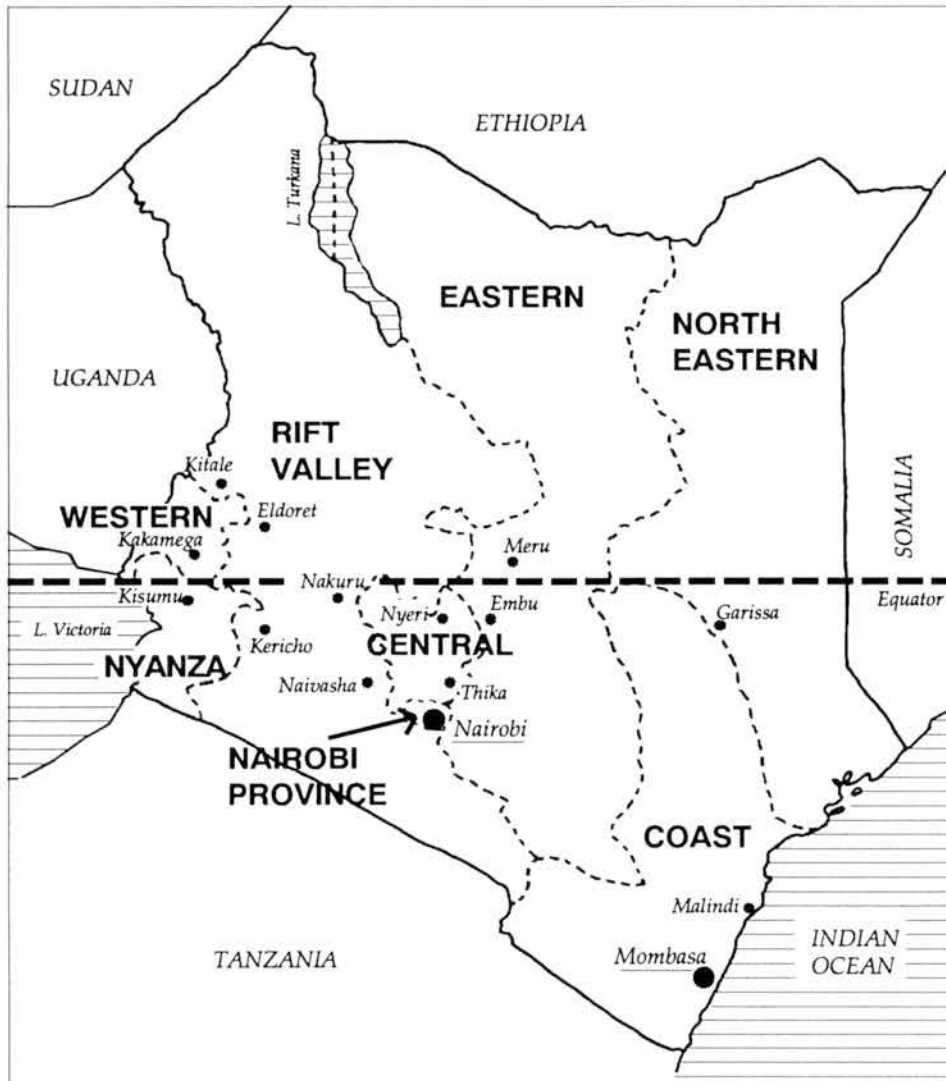 SUDAN
ETHIOPIA
L. Turkana
EASTERN
NORTH
EASTERN
UGANDA
RIFT
VALLEY
Kitale
Eldoret
WESTERN
Kakamega
SOMALIA
Meru
Nakuru
Kisumu
Nyeri
Embu
Garissa
Equator
L. Victoria
Kericho
CENTRAL
NYANZA
Naivasha
Thika
Nairobi
NAIROBI
PROVINCE
COAST
Malindi
INDIAN
OCEAN
TANZANIA
Mombasa